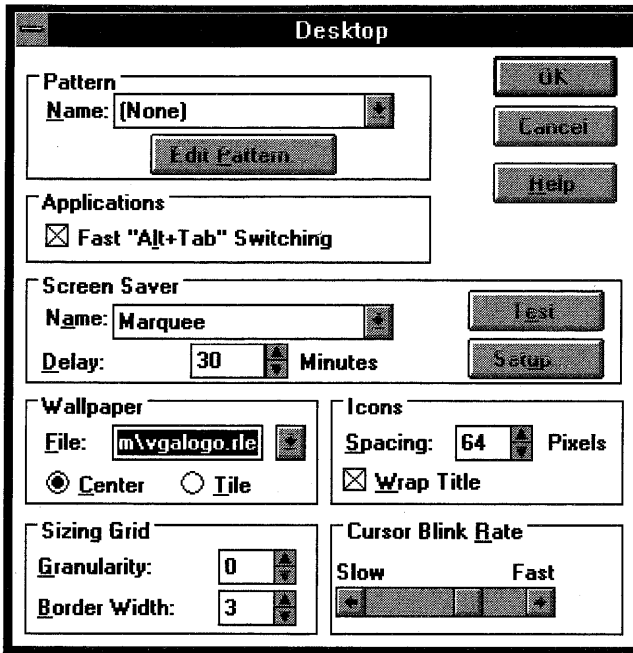 Desktop
Pattern
Name: (None)
Edit Pattern...
OK
Cancel
Help
Applications
Fast "Alt+Tab" Switching
Screen Saver
Name: Marquee
Delay: 30 Minutes
Test
Setup...
Wallpaper
File: m\vgalogo.rle
Center Tile
Icons
Spacing: 64 Pixels
Wrap Title
Sizing Grid
Granularity: 0
Border Width: 3
Cursor Blink Rate
Slow Fast